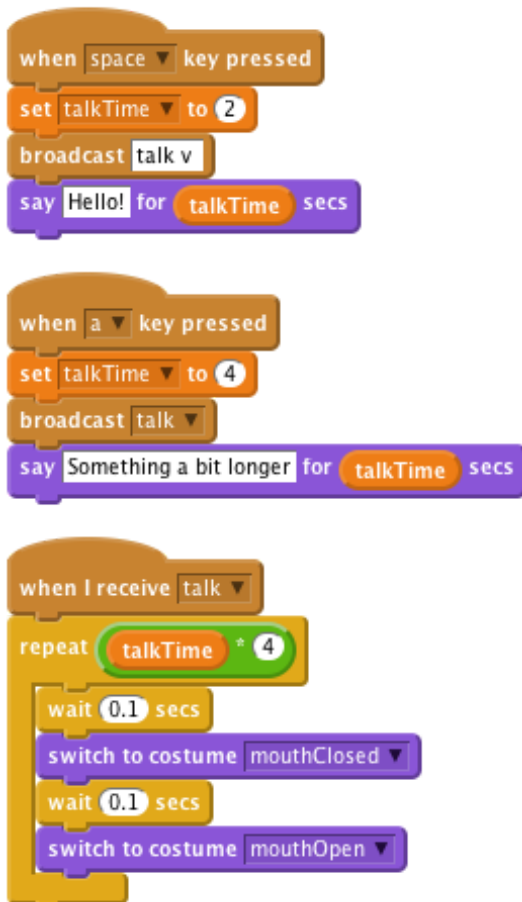 when space ▼ key pressed
set talkTime ▼ to 2
broadcast talk v
say Hello! for talkTime secs
when a ▼ key pressed
set talkTime ▼ to 4
broadcast talk ▼
say Something a bit longer for talkTime secs
when I receive talk ▼
repeat talkTime * 4
wait 0.1 secs
switch to costume mouthClosed ▼
wait 0.1 secs
switch to costume mouthOpen ▼